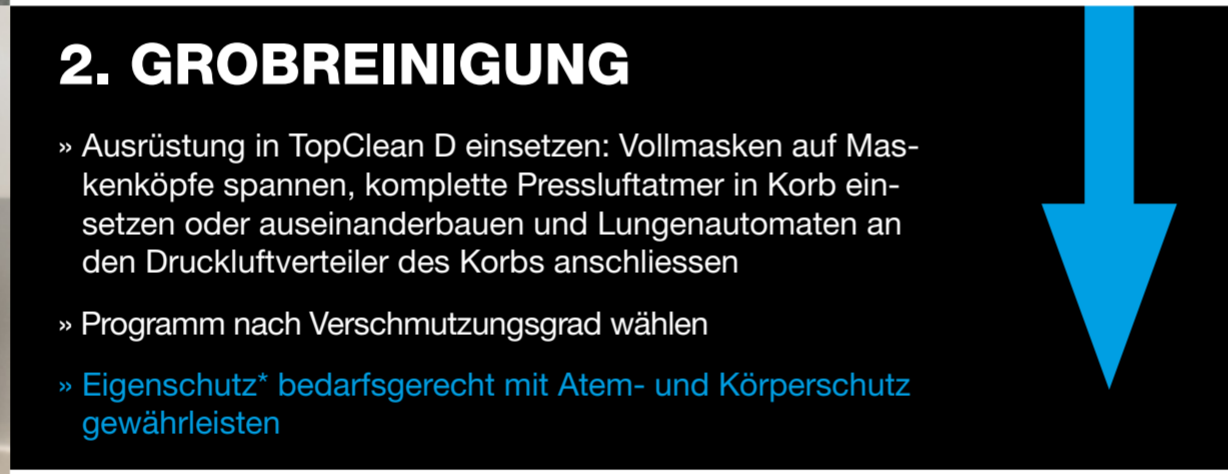 2. GROBREINIGUNG
» Ausrüstung in TopClean D einsetzen: Vollmasken auf Mas-
kenköpfe spannen, komplette Pressluftatmer in Korb ein-
setzen oder auseinanderbauen und Lungenautomaten an
den Druckluftverteiler des Korbs anschliessen
» Programm nach Verschmutzungsgrad wählen
» Eigenschutz* bedarfsgerecht mit Atem- und Körperschutz
gewährleisten